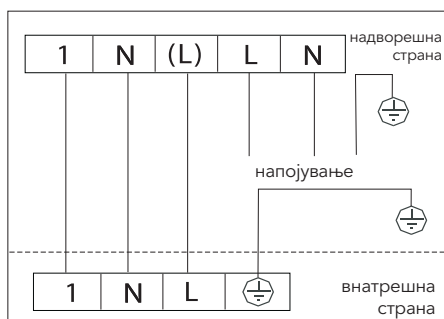 1 N (L) L N
надворешна
страна
напојување
1 N L
внатрешна
страна